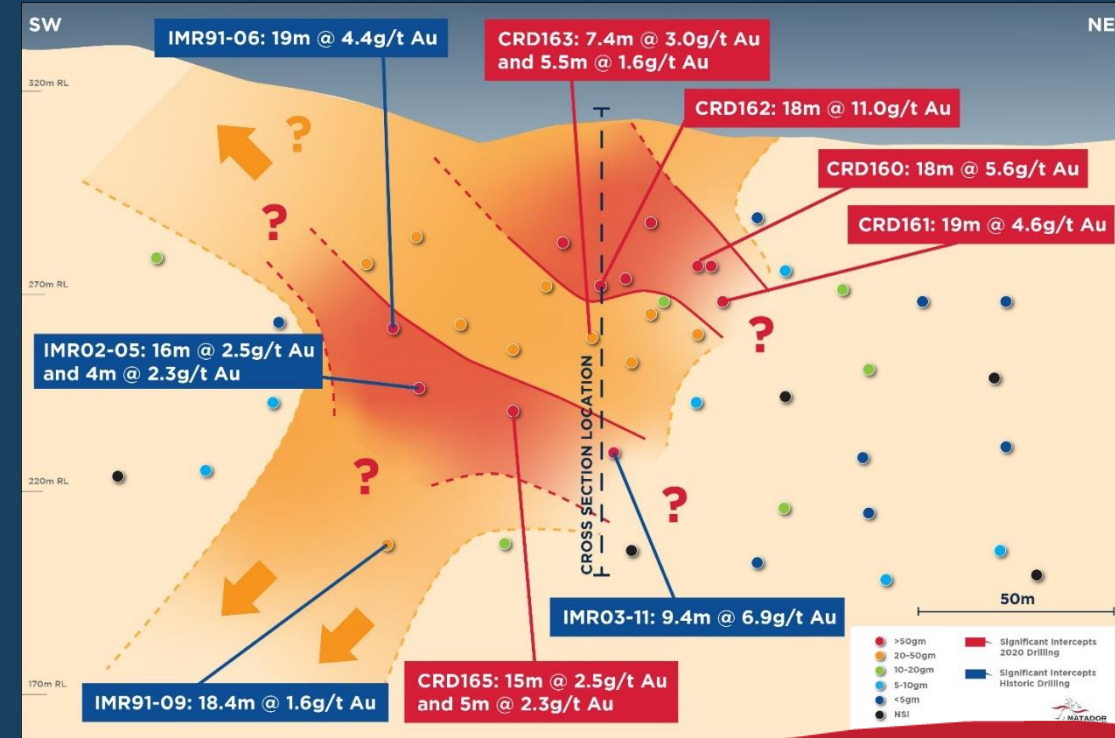 SW
NE
IMR91-06: 19m @ 4.4g/t Au
CRD163: 7.4m @ 3.0g/t Au
and 5.5m @ 1.6g/t Au
320m RL
CRD162: 18m @ 11.0g/t Au
?
CRD160: 18m @ 5.6g/t Au
?
CRD161: 19m @ 4.6g/t Au
270m RL
?
IMR02-05: 16m @ 2.5g/t Au
and 4m @ 2.3g/t Au
CROSS SECTION LOCATION
?
?
220m RL
50m
IMR03-11: 9.4m @ 6.9g/t Au
CRD165: 15m @ 2.5g/t Au
and 5m @ 2.3g/t Au
170m RL
IMR91-09: 18.4m @ 1.6g/t Au
>50gm
20-50gm
10-20gm
5-10gm
<5gm
NSI
Significant Intercepts
2020 Drilling
Significant Intercepts
Historic Drilling
MATADOR